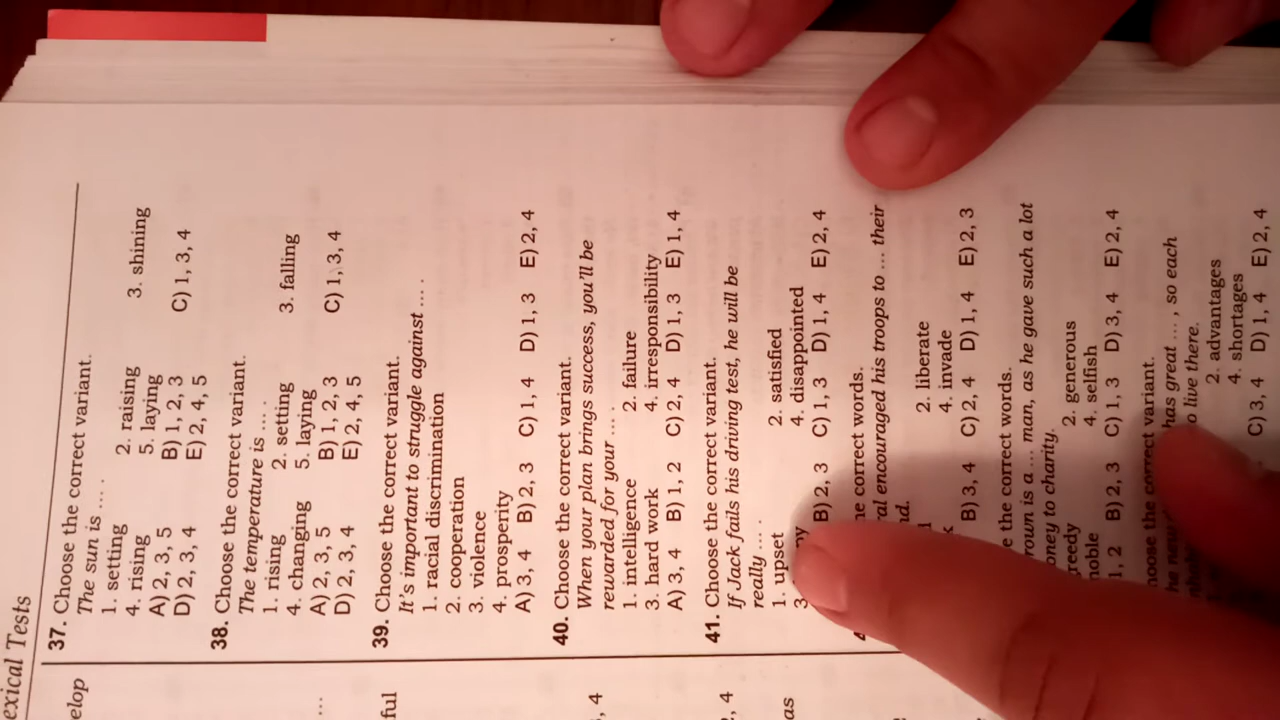 exical Tests
elop
...
ful
, 4
, 4
as
37. Choose the correct variant.
The sun is ... .
1. setting 2. raising 3. shining
4. rising 5. laying
A) 2, 3, 5 B) 1, 2, 3 C) 1, 3, 4
D) 2, 3, 4 E) 2, 4, 5
38. Choose the correct variant.
The temperature is ... .
1. rising 2. setting 3. falling
4. changing 5. laying
A) 2, 3, 5 B) 1, 2, 3 C) 1, 3, 4
D) 2, 3, 4 E) 2, 4, 5
39. Choose the correct variant.
It's important to struggle against ... .
1. racial discrimination
2. cooperation
3. violence
4. prosperity
A) 3, 4 B) 2, 3 C) 1, 4 D) 1, 3 E) 2, 4
40. Choose the correct variant.
When your plan brings success, you'll be
rewarded for your ... .
1. intelligence 2. failure
3. hard work 4. irresponsibility
A) 3, 4 B) 1, 2 C) 2, 4 D) 1, 3 E) 1, 4
41. Choose the correct variant.
If Jack fails his driving test, he will be
really ... .
1. upset 2. satisfied
3 4. disappointed
B) 2, 3 C) 1, 3 D) 1, 4 E) 2, 4
correct words.
encouraged his troops to ... their
2. liberate
4. invade
B) 3, 4 C) 2, 4 D) 1, 4 E) 2, 3
the correct words.
rown is a ... man, as he gave such a lot
oney to charity.
reedy 2. generous
noble 4. selfish
1, 2 B) 2, 3 C) 1, 3 D) 3, 4 E) 2, 4
hoose the correct variant.
has great ... , so each
o live there.
2. advantages
4. shortages
C) 3, 4 D) 1, 4 E) 2, 4